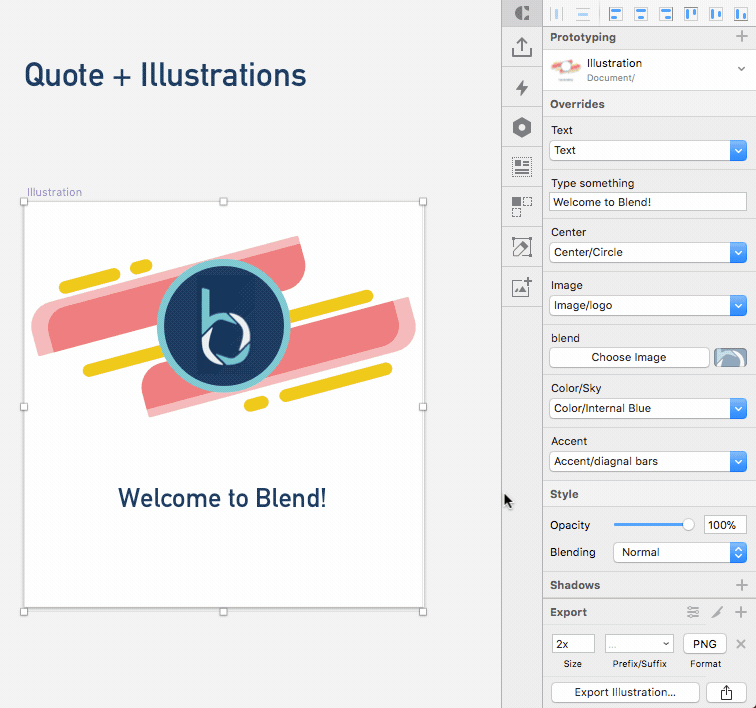 Quote + Illustrations
Illustration
Welcome to Blend!
Prototyping
Illustration
Document/
Overrides
Text
Text
Type something
Welcome to Blend!
Center
Center/Circle
Image
Image/logo
blend
Choose Image
Color/Sky
Color/Internal Blue
Accent
Accent/diagnal bars
Style
Opacity
100%
Blending
Normal
Shadows
Export
2x
...
PNG
Size
Prefix/Suffix
Format
Export Illustration...